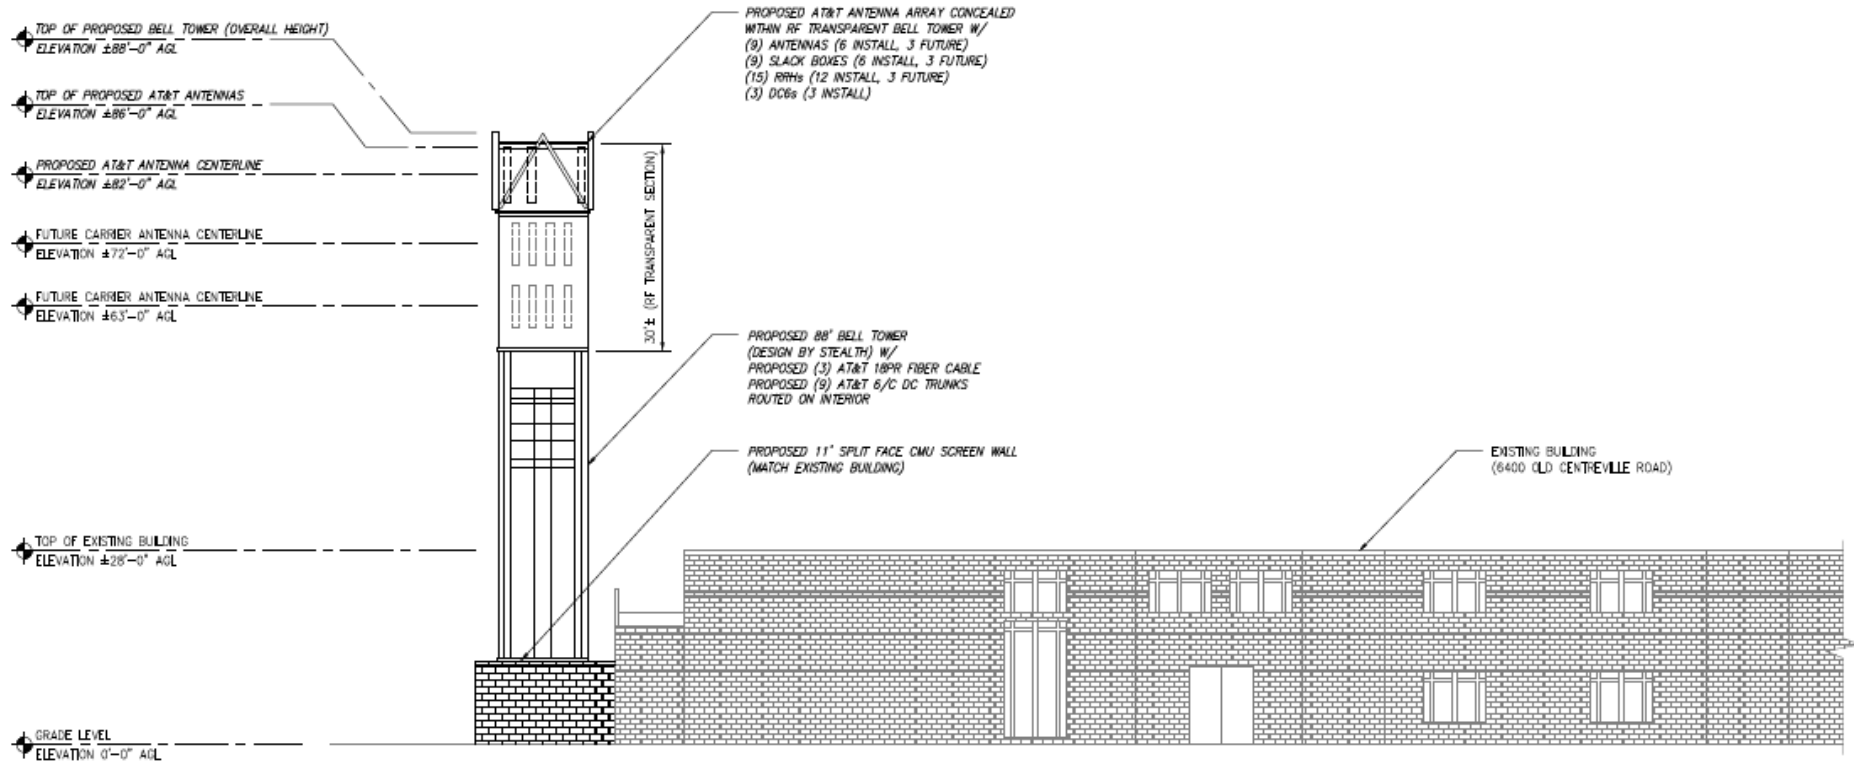 TOP OF PROPOSED BELL TOWER (OVERALL HEIGHT)
ELEVATION ±88'-0" AGL
TOP OF PROPOSED AT&T ANTENNAS
ELEVATION ±86'-0" AGL
PROPOSED AT&T ANTENNA CENTERLINE
ELEVATION ±82'-0" AGL
FUTURE CARRIER ANTENNA CENTERLINE
ELEVATION ±72'-0" AGL
FUTURE CARRIER ANTENNA CENTERLINE
ELEVATION ±63'-0" AGL
TOP OF EXISTING BUILDING
ELEVATION ±28'-0" AGL
GRADE LEVEL
ELEVATION 0'-0" AGL
PROPOSED AT&T ANTENNA ARRAY CONCEALED
WITHIN RF TRANSPARENT BELL TOWER W/
(9) ANTENNAS (6 INSTALL, 3 FUTURE)
(9) SLACK BOXES (6 INSTALL, 3 FUTURE)
(15) RRHs (12 INSTALL, 3 FUTURE)
(3) DC6s (3 INSTALL)
30'± (RF TRANSPARENT SECTION)
PROPOSED 88' BELL TOWER
(DESIGN BY STEALTH) W/
PROPOSED (3) AT&T 18PR FIBER CABLE
PROPOSED (9) AT&T 6/C DC TRUNKS
ROUTED ON INTERIOR
PROPOSED 11' SPLIT FACE CMU SCREEN WALL
(MATCH EXISTING BUILDING)
EXISTING BUILDING
(6400 OLD CENTREVILLE ROAD)